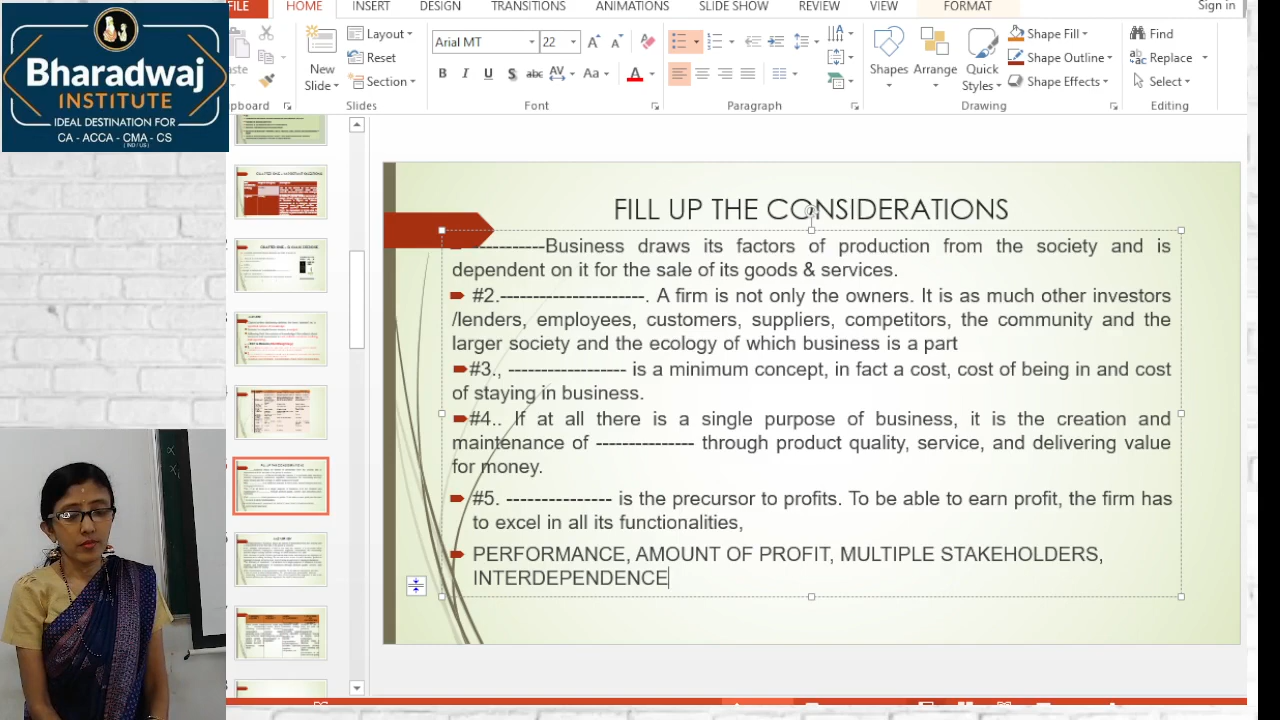 FILE HOME INSERT DESIGN TRANSITIONS ANIMATIONS SLIDE SHOW REVIEW VIEW FORMAT Sign in
Bharadwaj
INSTITUTE
IDEAL DESTINATION FOR
CA - ACCA - CMA - CS
( IND / US )
New
Slide
Layout
Reset
Section
Arial MT 22
B I U S abc AV Aa A
Shapes Arrange Quick
Styles
Shape Fill
Shape Outline
Shape Effects
Find
Replace
Select
Slides Font Paragraph Drawing Editing
FILL UP THE CONSIDERATIONS
-----------Business draws its factors of production from the society and is
dependent on it for the sale of its goods & services.
#2.-----------------------. A firm is not only the owners. It is as much other investors
/lenders, employees, customers, suppliers, competitors, the community
society and the ecology of which business is a part
#3., ------------------- is a minimum concept, in fact a cost, cost of being in and cost
of staying in business.
#4.. If at all there is a single purpose of business, it is the creation and
maintenance of ---------------- through product quality, service and delivering value
for money.
#5. ---------------- is the means to profits. To be able to earn profit, the firm has
to excel in all its functionalities,
PERFORMANCE, AMOUNT OF PROFIT, MULTIPLE STAKEHOLDERS,
INTERDEPENDENCE